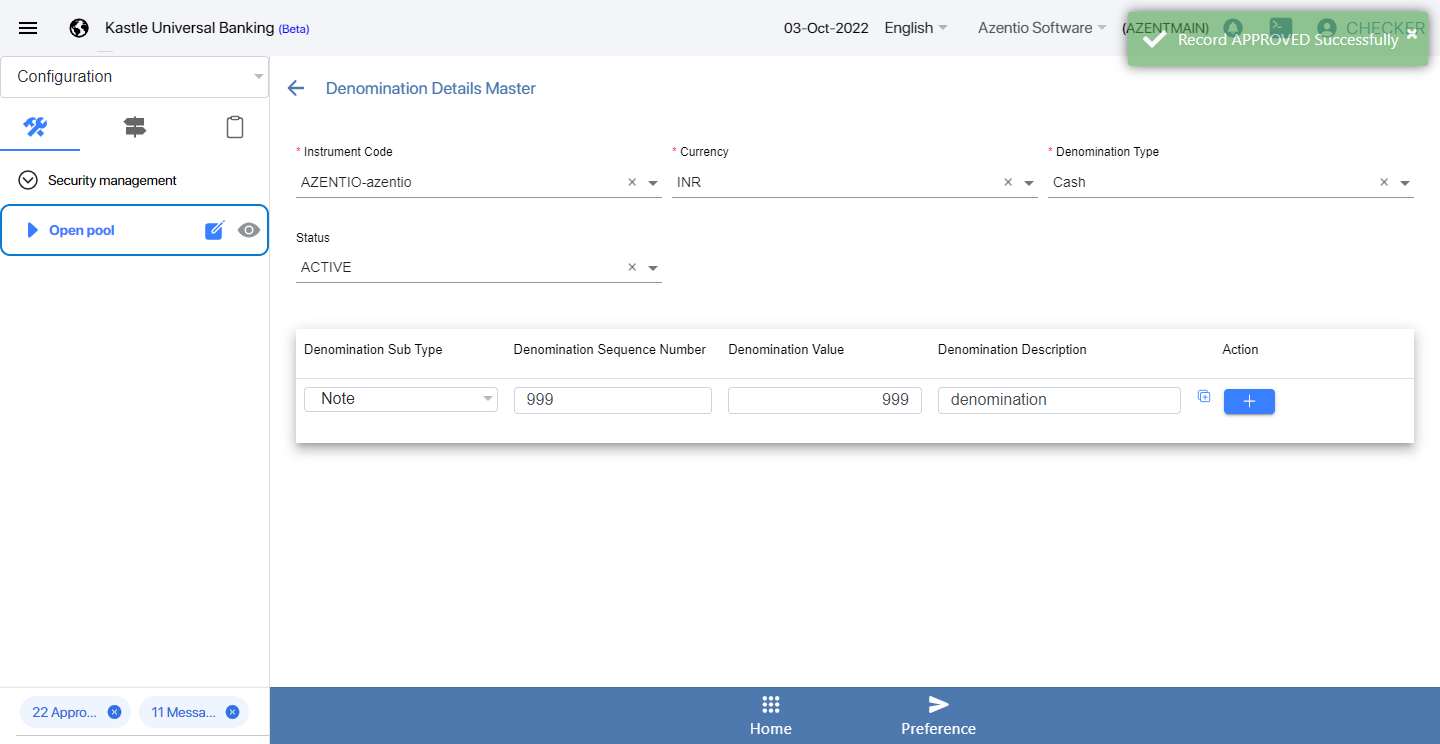 Kastle Universal Banking (Beta)
03-Oct-2022 English Azentio Software (AZENTMAIN) CHECKER
Record APPROVED Successfully
Configuration
Denomination Details Master
* Instrument Code * Currency * Denomination Type
AZENTIO-azentio INR Cash
Security management
Open pool
Status
ACTIVE
Denomination Sub Type Denomination Sequence Number Denomination Value Denomination Description Action
Note 999 999 denomination
22 Appro... 11 Messa...
Home Preference